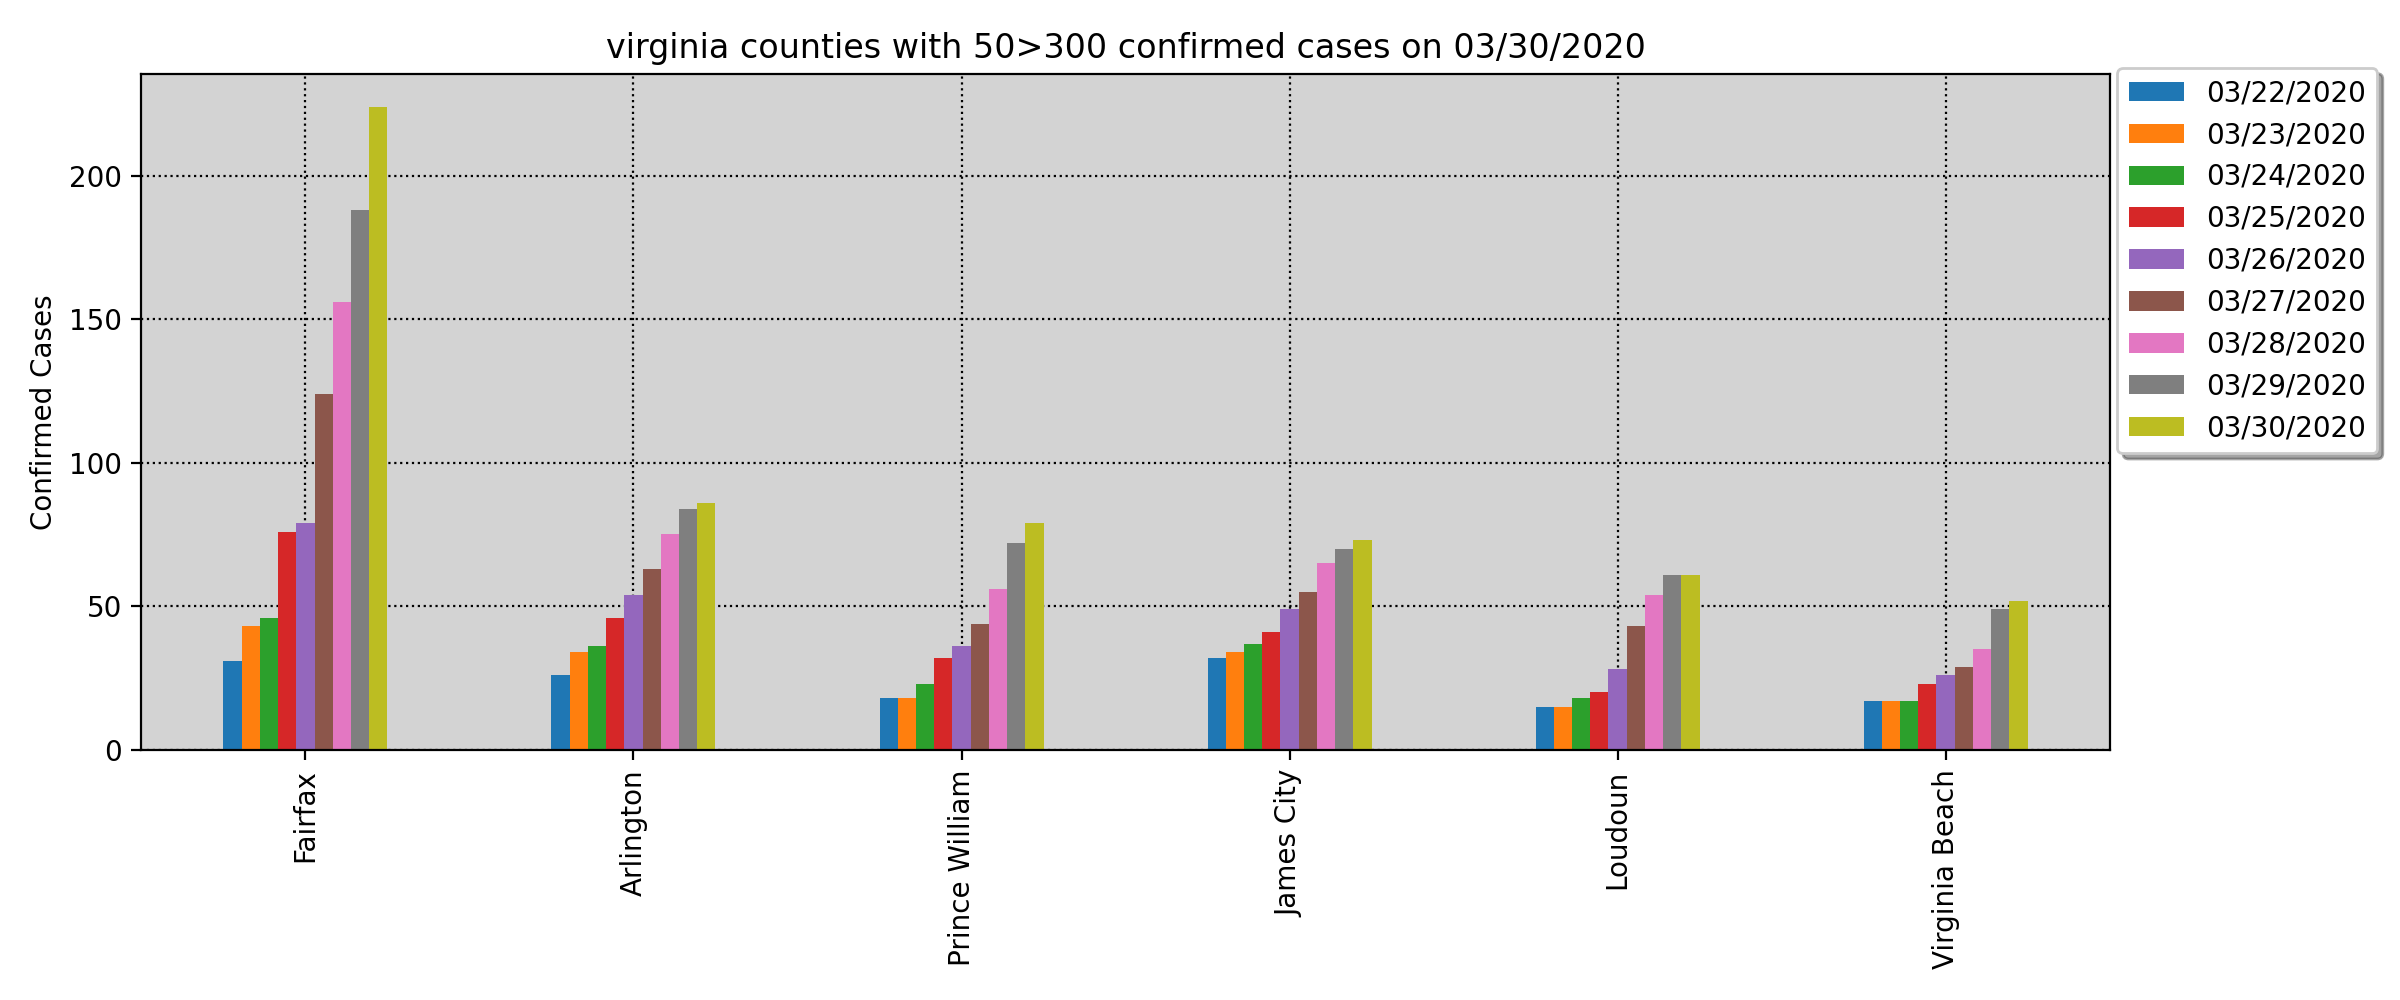 virginia counties with 50>300 confirmed cases on 03/30/2020
Confirmed Cases
200
150
100
50
0
Fairfax
Arlington
Prince William
James City
Loudoun
Virginia Beach
03/22/2020
03/23/2020
03/24/2020
03/25/2020
03/26/2020
03/27/2020
03/28/2020
03/29/2020
03/30/2020